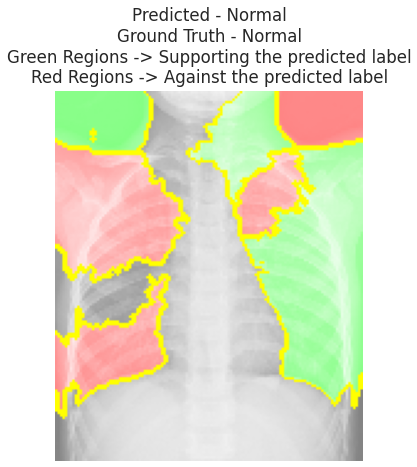 Predicted - Normal
Ground Truth - Normal
Green Regions -> Supporting the predicted label
Red Regions -> Against the predicted label